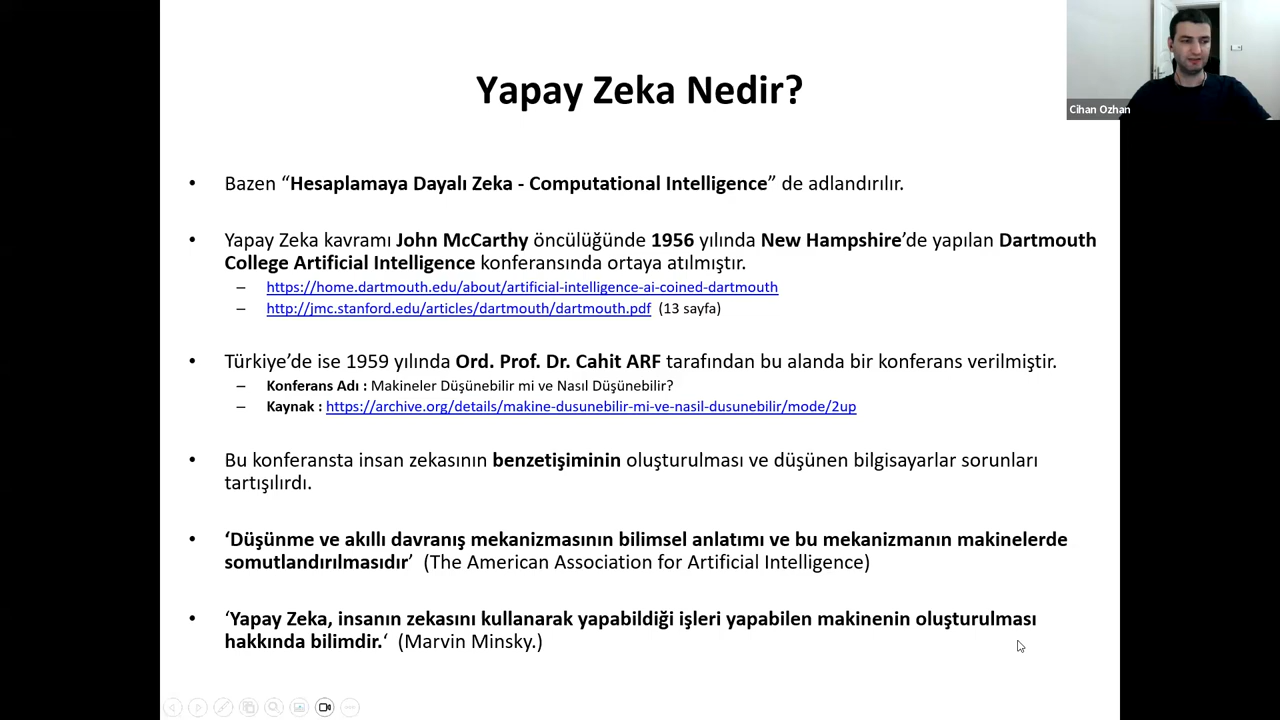 Yapay Zeka Nedir?
Cihan Ozhan
• Bazen “Hesaplamaya Dayalı Zeka - Computational Intelligence” de adlandırılır.
• Yapay Zeka kavramı John McCarthy öncülüğünde 1956 yılında New Hampshire’de yapılan Dartmouth
College Artificial Intelligence konferansında ortaya atılmıştır.
– https://home.dartmouth.edu/about/artificial-intelligence-ai-coined-dartmouth
– http://jmc.stanford.edu/articles/dartmouth/dartmouth.pdf (13 sayfa)
• Türkiye’de ise 1959 yılında Ord. Prof. Dr. Cahit ARF tarafından bu alanda bir konferans verilmiştir.
– Konferans Adı : Makineler Düşünebilir mi ve Nasıl Düşünebilir?
– Kaynak : https://archive.org/details/makine-dusunebilir-mi-ve-nasil-dusunebilir/mode/2up
• Bu konferansta insan zekasının benzetişiminin oluşturulması ve düşünen bilgisayarlar sorunları
tartışılırdı.
• ‘Düşünme ve akıllı davranış mekanizmasının bilimsel anlatımı ve bu mekanizmanın makinelerde
somutlandırılmasıdır’ (The American Association for Artificial Intelligence)
• ‘Yapay Zeka, insanın zekasını kullanarak yapabildiği işleri yapabilen makinenin oluşturulması
hakkında bilimdir.‘ (Marvin Minsky.)